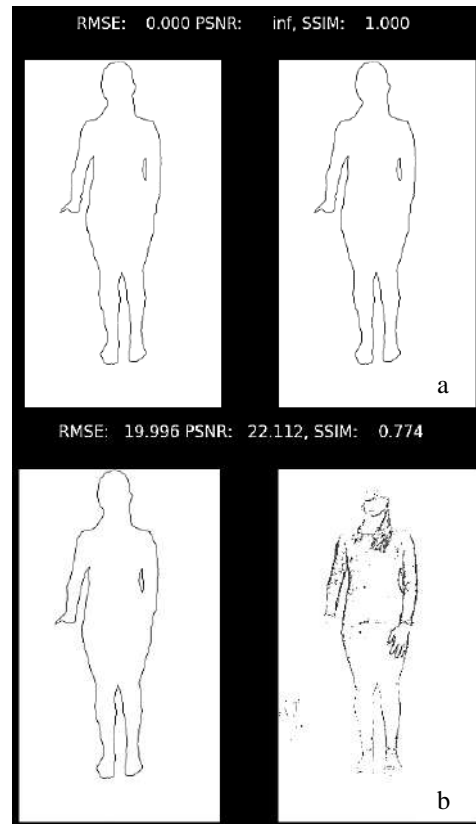 RMSE: 0.000 PSNR: inf, SSIM: 1.000
a
RMSE: 19.996 PSNR: 22.112, SSIM: 0.774
b